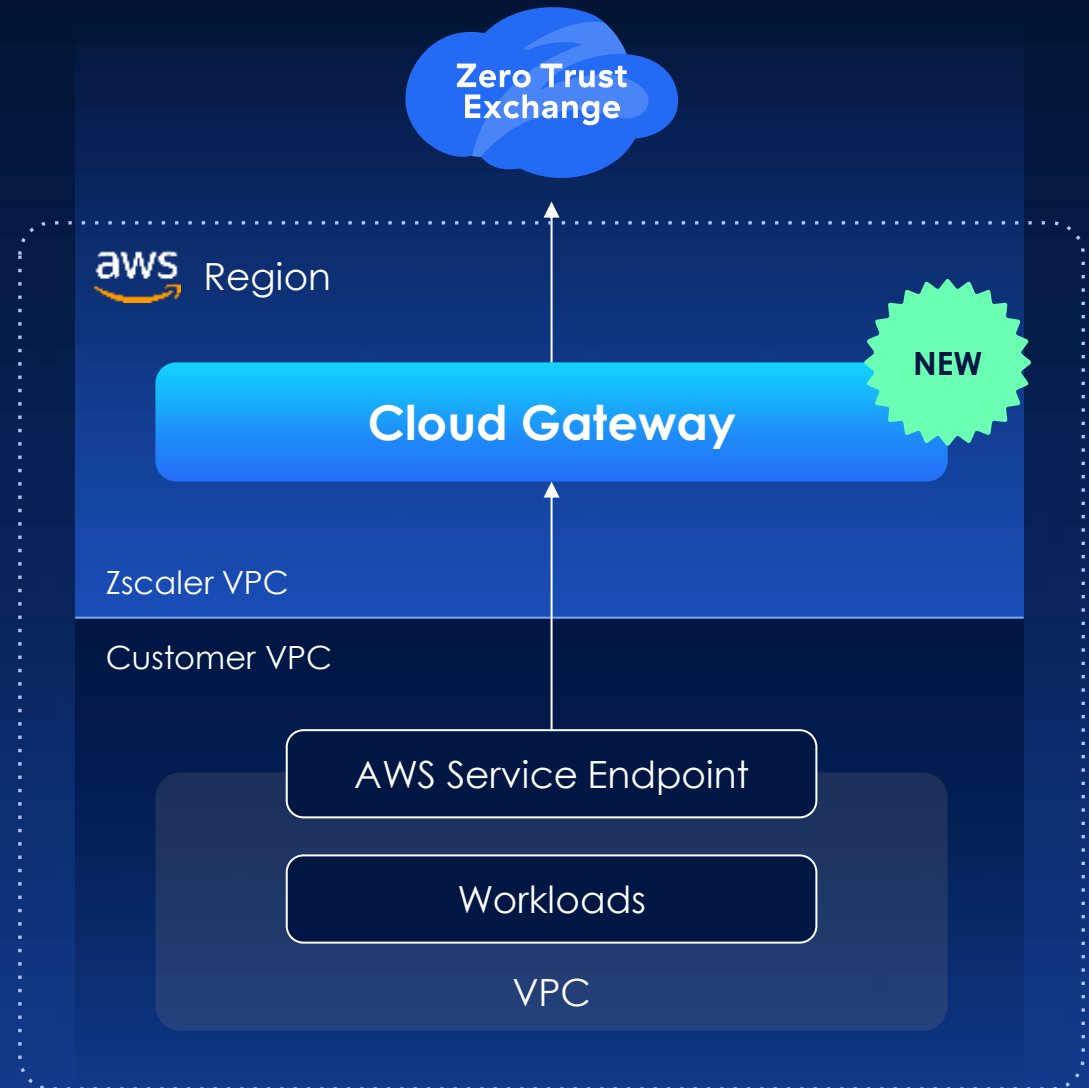 Zero Trust
Exchange
aws Region
NEW
Cloud Gateway
Zscaler VPC
Customer VPC
AWS Service Endpoint
Workloads
VPC